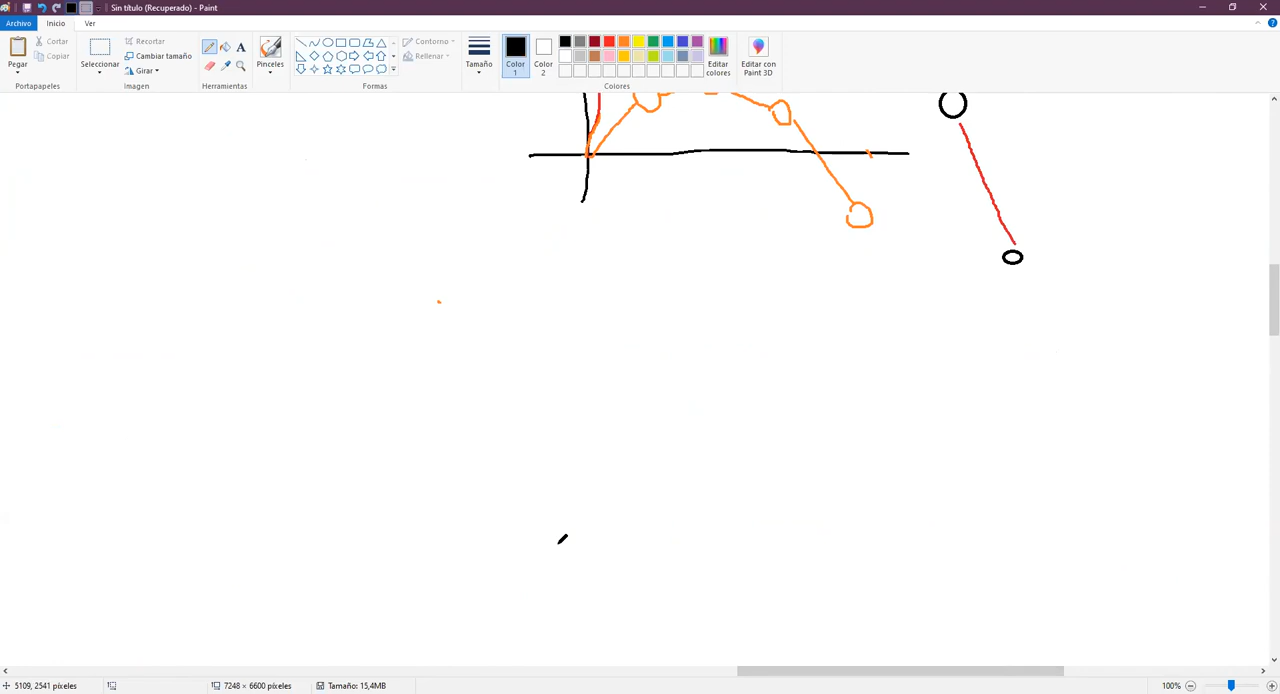 Sin título (Recuperado) - Paint
Archivo Inicio Ver
Pegar
Cortar
Copiar
Portapapeles
Seleccionar
Recortar
Cambiar tamaño
Girar
Imagen
A
Herramientas
Pinceles
Contorno
Rellenar
Formas
Tamaño
Color
1
Color
2
Editar
colores
Colores
Editar con
Paint 3D
5109, 2541 píxeles
7248 × 6600 píxeles
Tamaño: 15,4MB
100%